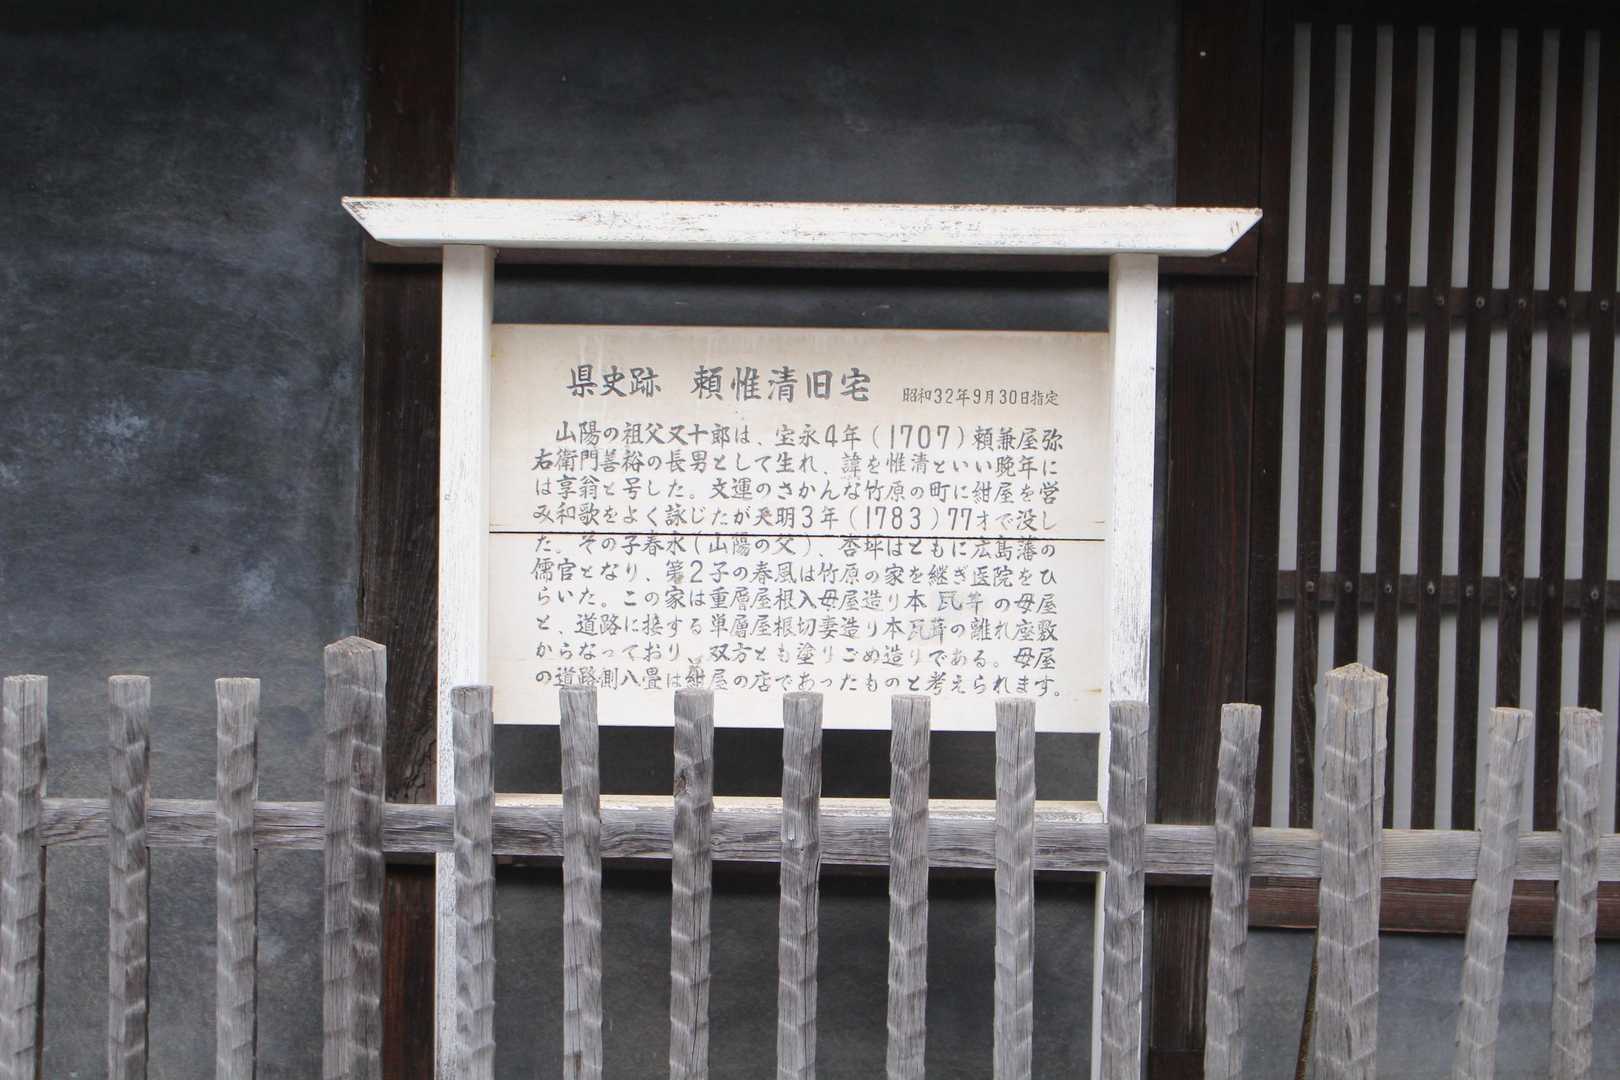 県史跡 頼惟清旧宅 昭和32年9月30日指定
山陽の祖父又十郎は、宝永4年(1707)頼兼屋弥
右衛門善裕の長男として生れ、諱を惟清といい晩年に
は享翁と号した。文運のさかんな竹原の町に紺屋を営
み和歌をよく詠じたが天明3年(1783)77才で没し
た。その子春水(山陽の父)、杏坪はともに広島藩の
儒官となり、第2子の春風は竹原の家を継ぎ医院をひ
らいた。この家は重層屋根入母屋造り本瓦葺の母屋
と、道路に接する単層屋根切妻造り本瓦葺の離れ座敷
からなっており、双方とも塗りごめ造りである。母屋
の道路側八畳は紺屋の店であったものと考えられます。